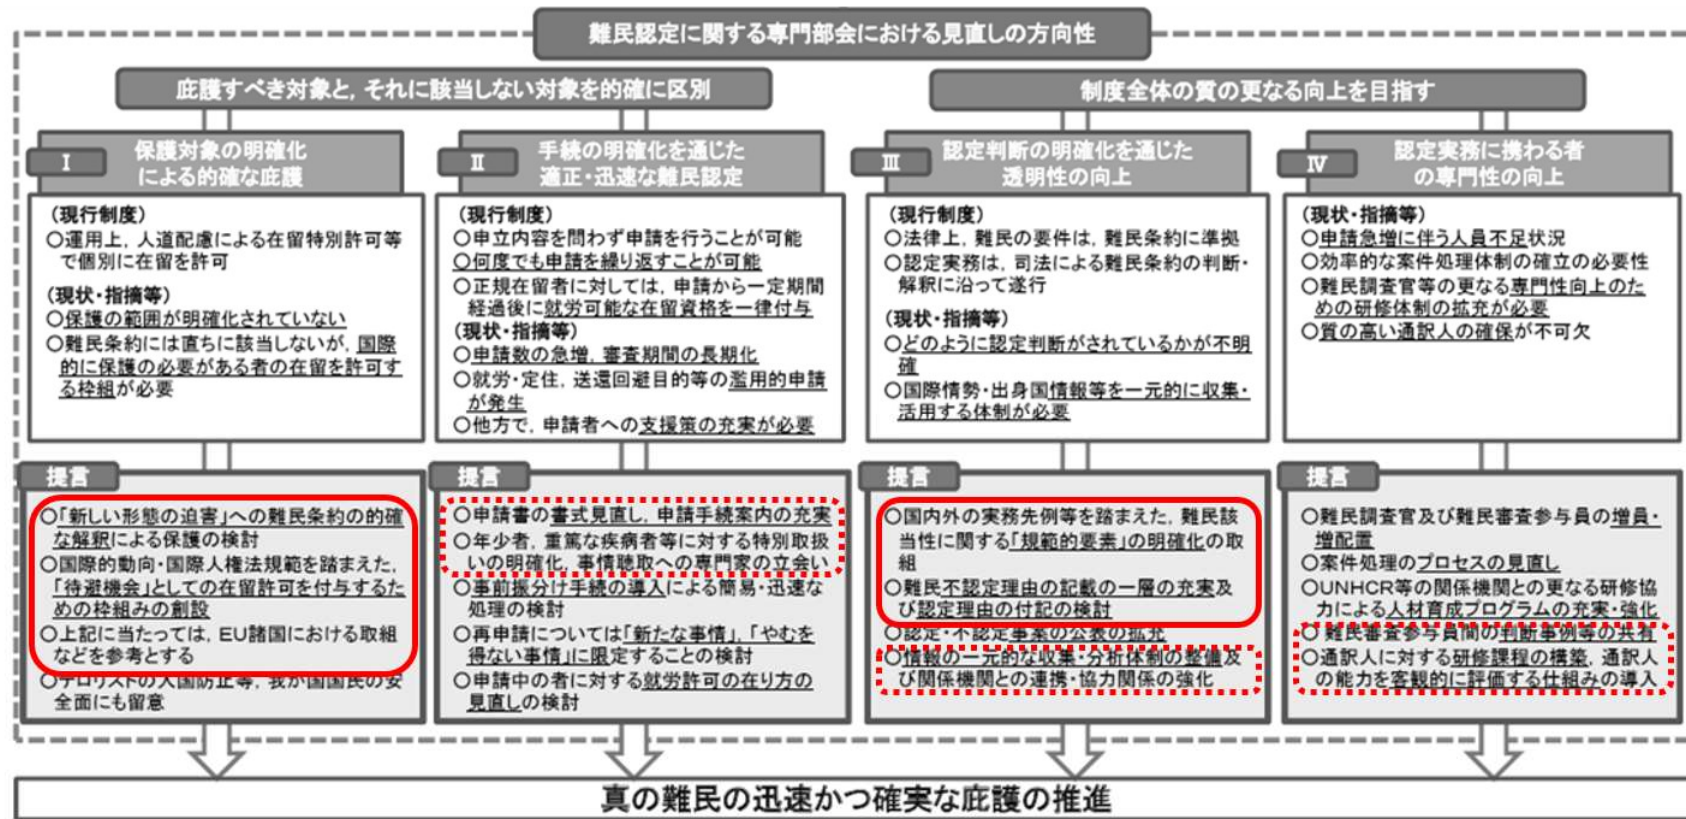 難民認定に関する専門部会における見直しの方向性
庇護すべき対象と，それに該当しない対象を的確に区別
制度全体の質の更なる向上を目指す
Ⅰ
保護対象の明確化
による的確な庇護
（現行制度）
○運用上，人道配慮による在留特別許可等
で個別に在留を許可
（現状・指摘等）
○保護の範囲が明確化されていない
○難民条約には直ちに該当しないが，国際
的に保護の必要がある者の在留を許可す
る枠組が必要
提言
○「新しい形態の迫害」への難民条約の的確
な解釈による保護の検討
○国際的動向・国際人権法規範を踏まえた，
「待避機会」としての在留許可を付与するた
めの枠組みの創設
○上記に当たっては，EU諸国における取組
などを参考とする
○テロリストの入国防止等，我が国国民の安
全面にも留意
Ⅱ
手続の明確化を通じた
適正・迅速な難民認定
（現行制度）
○申立内容を問わず申請を行うことが可能
○何度でも申請を繰り返すことが可能
○正規在留者に対しては，申請から一定期間
経過後に就労可能な在留資格を一律付与
（現状・指摘等）
○申請数の急増，審査期間の長期化
○就労・定住，送還回避目的等の濫用的申請
が発生
○他方で，申請者への支援策の充実が必要
提言
○申請書の書式見直し，申請手続案内の充実
○年少者，重篤な疾病者等に対する特別取扱
いの明確化，事情聴取への専門家の立会い
○事前振分け手続の導入による簡易・迅速な
処理の検討
○再申請については「新たな事情」，「やむを
得ない事情」に限定することの検討
○申請中の者に対する就労許可の在り方の
見直しの検討
Ⅲ
認定判断の明確化を通じた
透明性の向上
（現行制度）
○法律上，難民の要件は，難民条約に準拠
○認定実務は，司法による難民条約の判断・
解釈に沿って遂行
（現状・指摘等）
○どのように認定判断がされているかが不明
確
○国際情勢・出身国情報等を一元的に収集・
活用する体制が必要
提言
○国内外の実務先例等を踏まえた，難民該
当性に関する「規範的要素」の明確化の取
組
○難民不認定理由の記載の一層の充実及
び認定理由の付記の検討
○認定・不認定事案の公表の拡充
○情報の一元的な収集・分析体制の整備及
び関係機関との連携・協力関係の強化
Ⅳ
認定実務に携わる者
の専門性の向上
（現状・指摘等）
○申請急増に伴う人員不足状況
○効率的な案件処理体制の確立の必要性
○難民調査官等の更なる専門性向上のた
めの研修体制の拡充が必要
○質の高い通訳人の確保が不可欠
提言
○難民調査官及び難民審査参与員の増員・
増配置
○案件処理のプロセスの見直し
○UNHCR等の関係機関との更なる研修協
力による人材育成プログラムの充実・強化
○難民審査参与員間の判断事例等の共有
○通訳人に対する研修課程の構築，通訳人
の能力を客観的に評価する仕組みの導入
真の難民の迅速かつ確実な庇護の推進